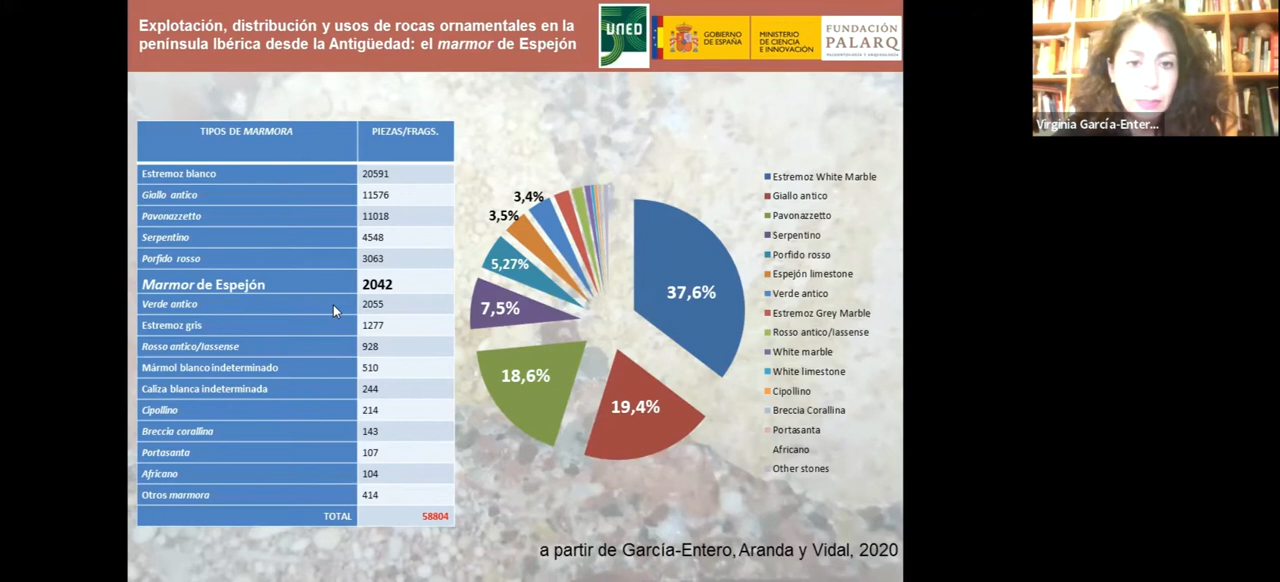 Explotación, distribución y usos de rocas ornamentales en la
península Ibérica desde la Antigüedad: el marmor de Espejón
UNED
GOBIERNO
DE ESPAÑA
MINISTERIO
DE CIENCIA
E INNOVACIÓN
FUNDACIÓN
PALARQ
Virginia García-Enter...
TIPOS DE MARMORA PIEZAS/FRAGS.
Estremoz blanco 20591
Giallo antico 11576
Pavonazzetto 11018
Serpentino 4548
Porfido rosso 3063
Marmor de Espejón 2042
Verde antico 2055
Estremoz gris 1277
Rosso antico/Iassense 928
Mármol blanco indeterminado 510
Caliza blanca indeterminada 244
Cipollino 214
Breccia corallina 143
Portasanta 107
Africano 104
Otros marmora 414
TOTAL 58804
3,4%
3,5%
5,27%
7,5%
18,6%
19,4%
37,6%
Estremoz White Marble
Giallo antico
Pavonazzetto
Serpentino
Porfido rosso
Espejón limestone
Verde antico
Estremoz Grey Marble
Rosso antico/Iassense
White marble
White limestone
Cipollino
Breccia Corallina
Portasanta
Africano
Other stones
a partir de García-Entero, Aranda y Vidal, 2020